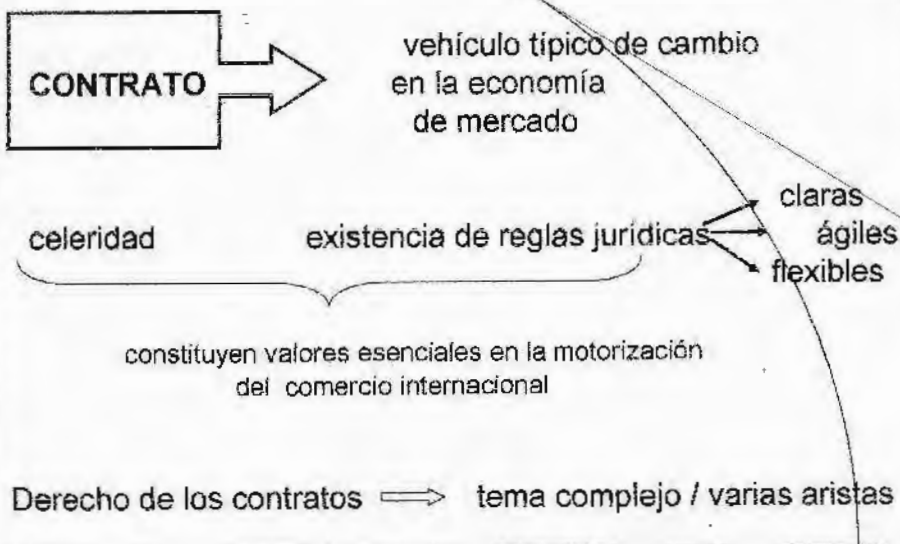 CONTRATO
vehículo típico de cambio
en la economía
de mercado
celeridad existencia de reglas jurídicas
claras
ágiles
flexibles
constituyen valores esenciales en la motorización
del comercio internacional
Derecho de los contratos tema complejo / varias aristas